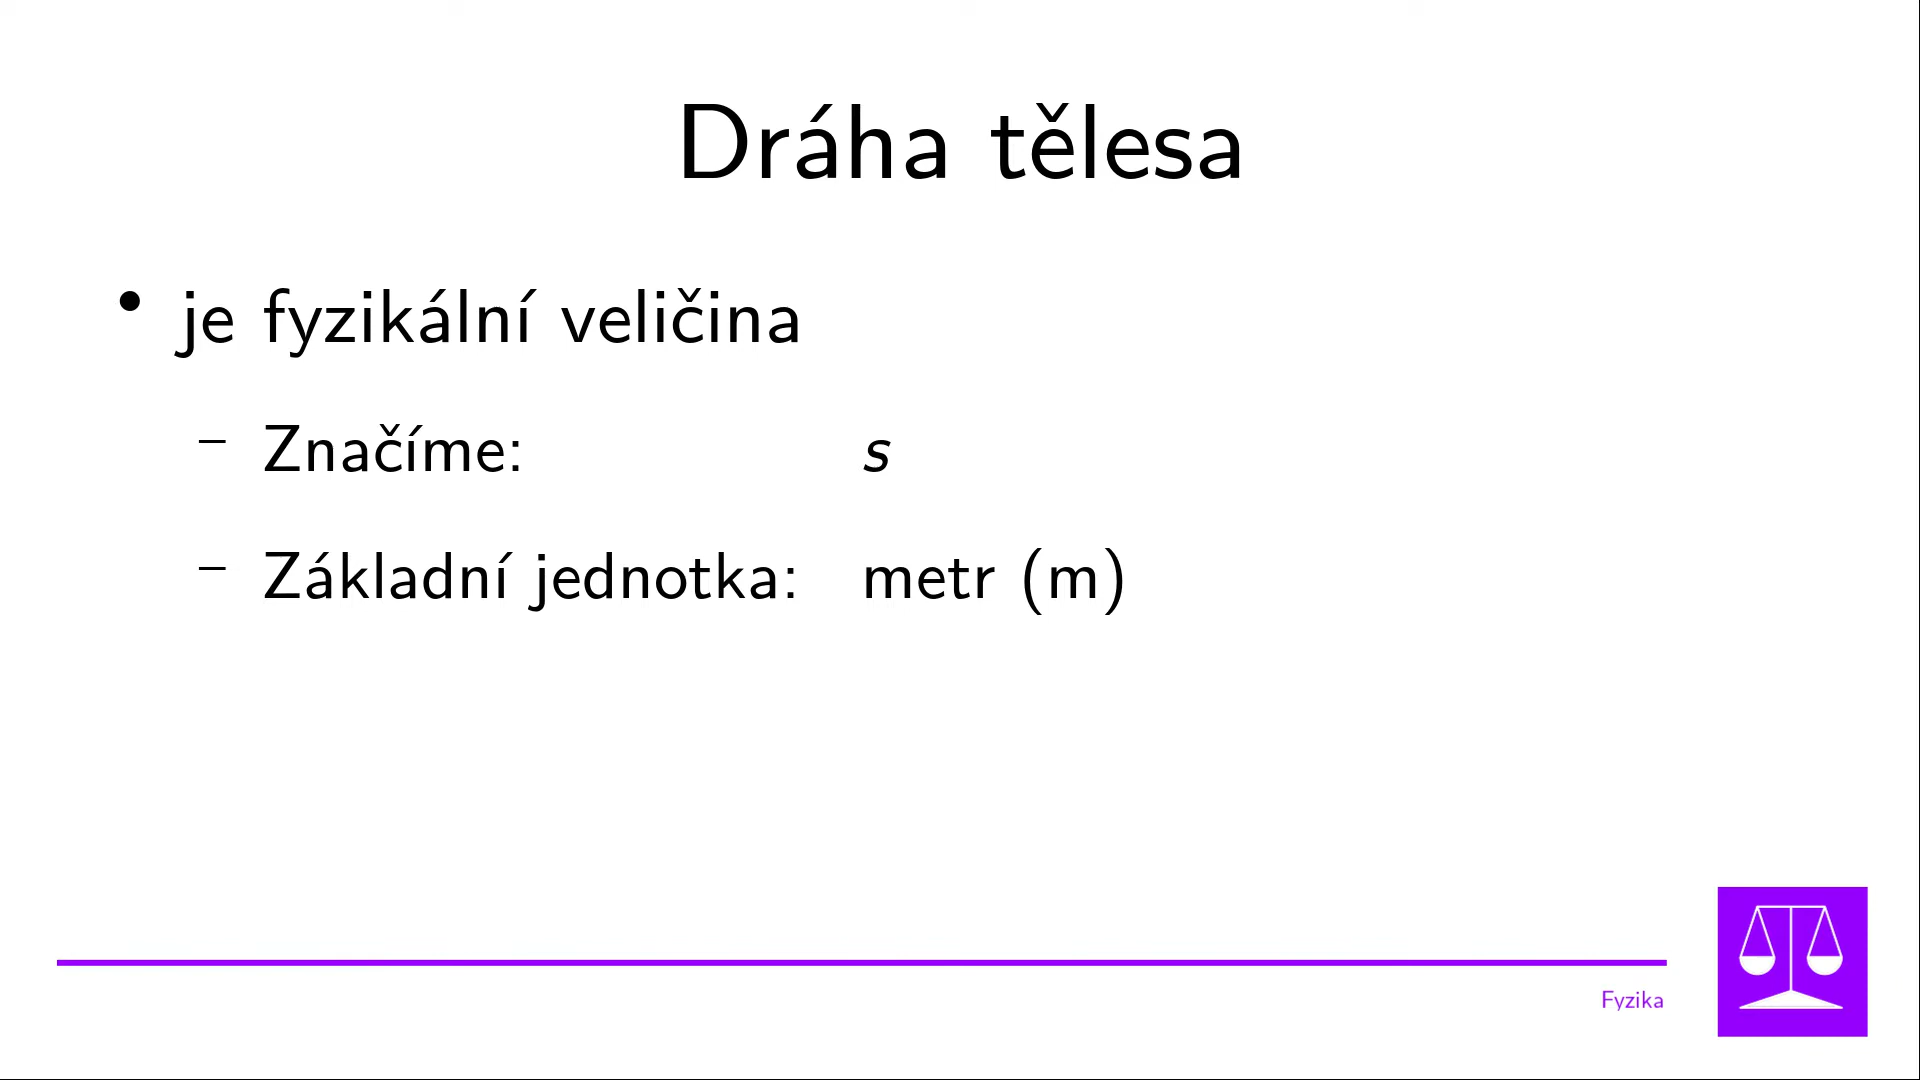 Dráha tělesa
• je fyzikální veličina
– Značíme: s
– Základní jednotka: metr (m)
Fyzika